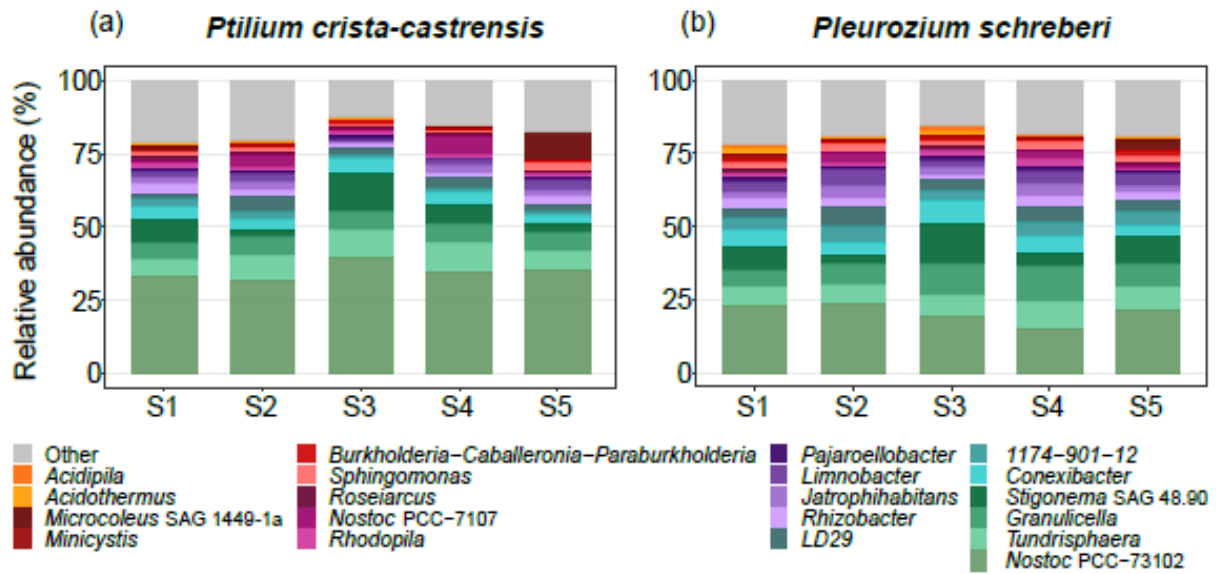 (a) Ptilium crista-castrensis
(b) Pleurozium schreberi
Relative abundance (%)
100
75
50
25
0
S1 S2 S3 S4 S5
100
75
50
25
0
S1 S2 S3 S4 S5
Other
Acidipila
Acidothermus
Microcoleus SAG 1449-1a
Minicystis
Burkholderia−Caballeronia−Paraburkholderia
Sphingomonas
Roseiarcus
Nostoc PCC−7107
Rhodopila
Pajaroellobacter
Limnobacter
Jatrophihabitans
Rhizobacter
LD29
1174−901−12
Conexibacter
Stigonema SAG 48.90
Granulicella
Tundrisphaera
Nostoc PCC−73102